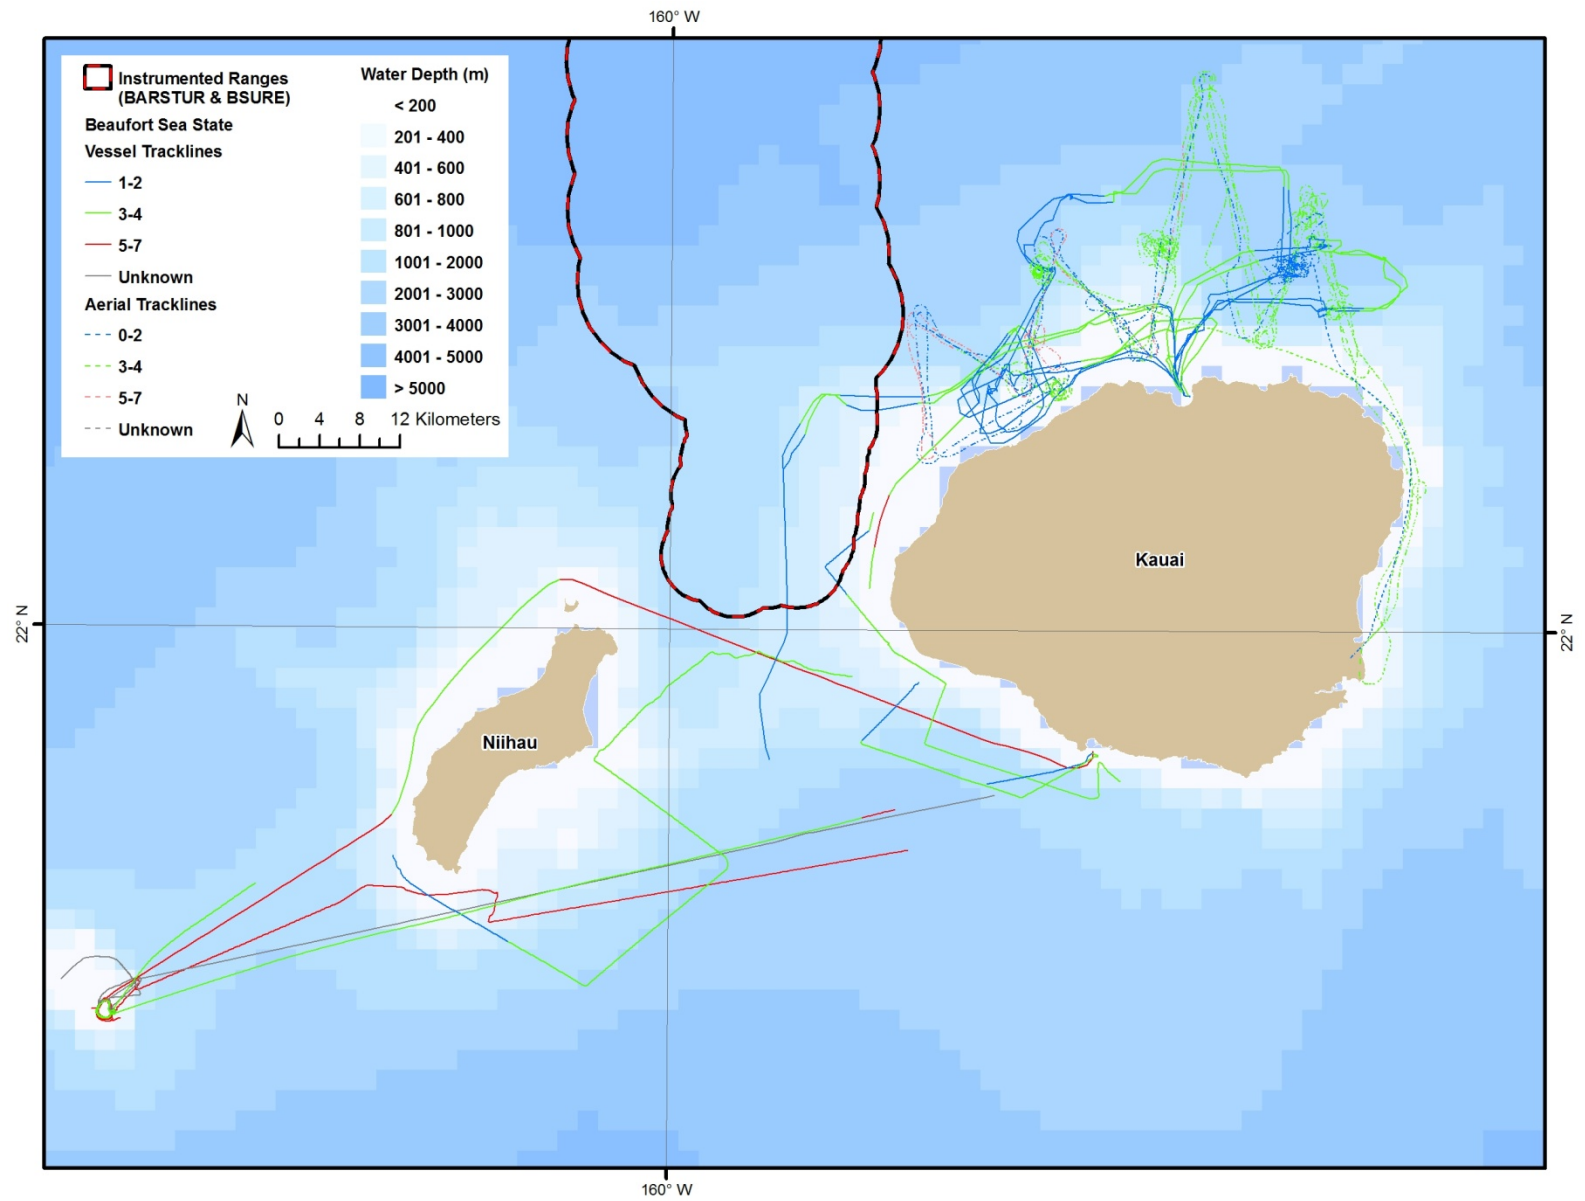 160° W
Instrumented Ranges
(BARSTUR & BSURE)
Beaufort Sea State
Vessel Tracklines
1-2
3-4
5-7
Unknown
Aerial Tracklines
0-2
3-4
5-7
Unknown
Water Depth (m)
< 200
201 - 400
401 - 600
601 - 800
801 - 1000
1001 - 2000
2001 - 3000
3001 - 4000
4001 - 5000
> 5000
N
0 4 8 12 Kilometers
Kauai
22° N
22° N
Niihau
160° W